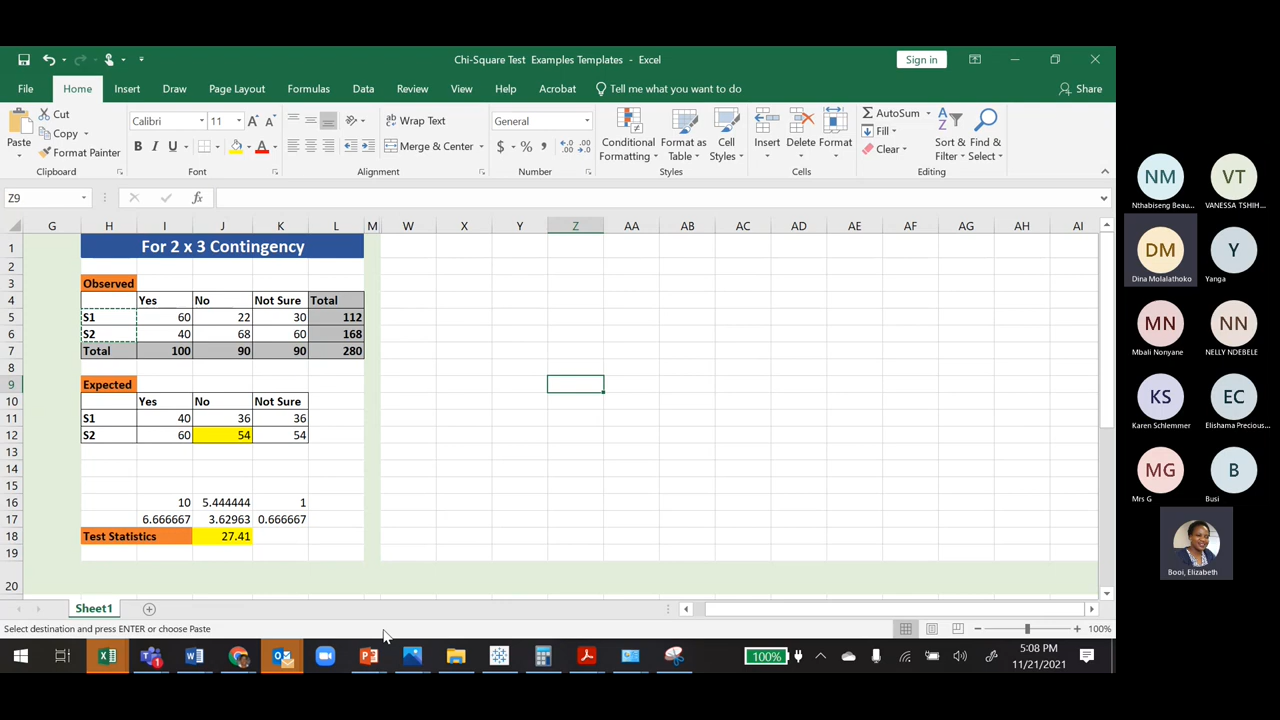 Chi-Square Test Examples Templates - Excel
Sign in
File Home Insert Draw Page Layout Formulas Data Review View Help Acrobat Tell me what you want to do Share
Paste
Cut
Copy
Format Painter
Calibri 11
B I U
Wrap Text
Merge & Center
General
$ % ,
Conditional Formatting
Format as Table
Cell Styles
Insert Delete Format
AutoSum
Fill
Clear
Sort & Filter
Find & Select
Clipboard Font Alignment Number Styles Cells Editing
Z9 fx
G H I J K L M W X Y Z AA AB AC AD AE AF AG AH AI
1 For 2 x 3 Contingency
2
3 Observed
4 Yes No Not Sure Total
5 S1 60 22 30 112
6 S2 40 68 60 168
7 Total 100 90 90 280
8
9 Expected
10 Yes No Not Sure
11 S1 40 36 36
12 S2 60 54 54
13
14
15
16 10 5.444444 1
17 6.666667 3.62963 0.666667
18 Test Statistics 27.41
19
20
Sheet1
Select destination and press ENTER or choose Paste
100%
100%
5:08 PM
11/21/2021
NM
Nthabiseng Beau...
VT
VANESSA TSHIH...
DM
Dina Molalathoko
Y
Yanga
MN
Mbali Nonyane
NN
NELLY NDEBELE
KS
Karen Schlemmer
EC
Elishama Precious...
MG
Mrs G
B
Busi
Booi, Elizabeth